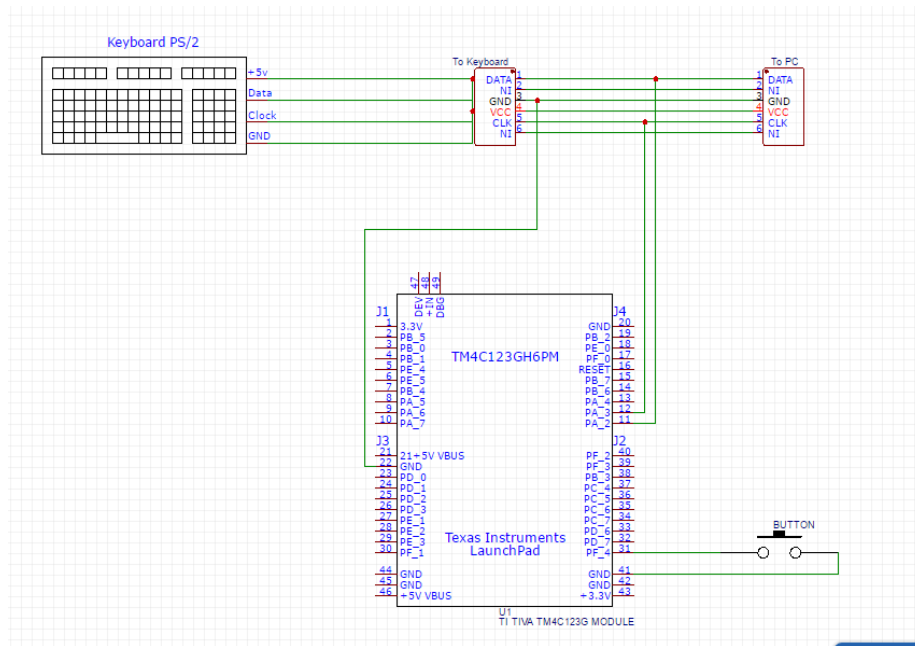 Keyboard PS/2
+5v
Data
Clock
GND
To Keyboard
DATA 1
NI 2
GND 3
VCC 4
CLK 5
NI 6
To PC
1 DATA
2 NI
3 GND
4 VCC
5 CLK
6 NI
47 48 49
DEV +IN DBG
J1
1 3.3V
2 PB_5
3 PB_0
4 PB_1
5 PE_4
6 PE_5
7 PB_4
8 PA_5
9 PA_6
10 PA_7
TM4C123GH6PM
J4
GND 20
PB_2 19
PE_0 18
PF_0 17
RESET 16
PB_7 15
PB_6 14
PA_4 13
PA_3 12
PA_2 11
J3
21 21+5V VBUS
22 GND
23 PD_0
24 PD_1
25 PD_2
26 PD_3
27 PE_1
28 PE_2
29 PE_3
30 PF_1
44 GND
45 GND
46 +5V VBUS
Texas Instruments
LaunchPad
J2
PF_2 40
PF_3 39
PB_3 38
PC_4 37
PC_5 36
PC_6 35
PC_7 34
PD_6 33
PD_7 32
PF_4 31
GND 41
GND 42
+3.3V 43
BUTTON
U1
TI TIVA TM4C123G MODULE